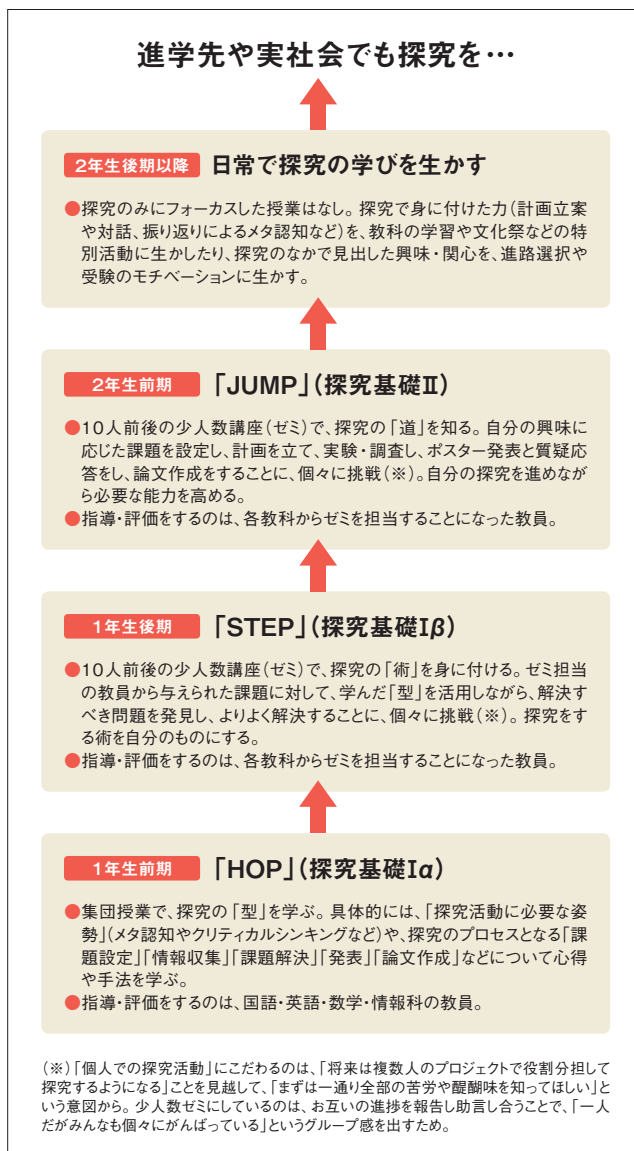 進学先や実社会でも探究を…
2年生後期以降 日常で探究の学びを生かす
●探究のみにフォーカスした授業はなし。探究で身に付けた力（計画立案
や対話、振り返りによるメタ認知など）を、教科の学習や文化祭などの特
別活動に生かしたり、探究のなかで見出した興味・関心を、進路選択や
受験のモチベーションに生かす。
2年生前期 「JUMP」（探究基礎Ⅱ）
●10人前後の少人数講座（ゼミ）で、探究の「道」を知る。自分の興味に
応じた課題を設定し、計画を立て、実験・調査し、ポスター発表と質疑応
答をし、論文作成をすることに、個々に挑戦（※）。自分の探究を進めなが
ら必要な能力を高める。
●指導・評価をするのは、各教科からゼミを担当することになった教員。
1年生後期 「STEP」（探究基礎Ⅰβ）
●10人前後の少人数講座（ゼミ）で、探究の「術」を身に付ける。ゼミ担当
の教員から与えられた課題に対して、学んだ「型」を活用しながら、解決す
べき問題を発見し、よりよく解決することに、個々に挑戦（※）。探究をす
る術を自分のものにする。
●指導・評価をするのは、各教科からゼミを担当することになった教員。
1年生前期 「HOP」（探究基礎Ⅰα）
●集団授業で、探究の「型」を学ぶ。具体的には、「探究活動に必要な姿
勢」（メタ認知やクリティカルシンキングなど）や、探究のプロセスとなる「課
題設定」「情報収集」「課題解決」「発表」「論文作成」などについて心得
や手法を学ぶ。
●指導・評価をするのは、国語・英語・数学・情報科の教員。
（※）「個人での探究活動」にこだわるのは、「将来は複数人のプロジェクトで役割分担して
探究するようになる」ことを見越して、「まずは一通り全部の苦労や醍醐味を知ってほしい」と
いう意図から。少人数ゼミにしているのは、お互いの進捗を報告し助言し合うことで、「一人
だがみんなも個々にがんばっている」というグループ感を出すため。